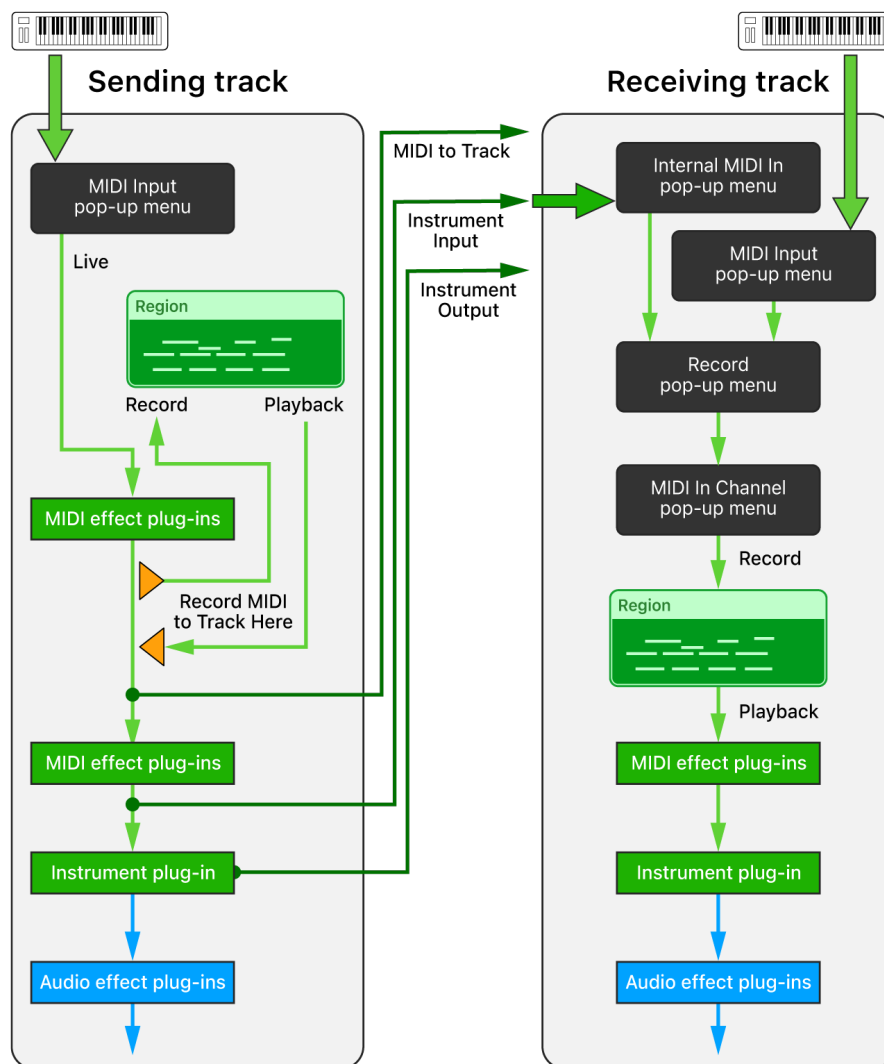 Sending track
MIDI Input
pop-up menu
Live
Region
Record
Playback
MIDI effect plug-ins
Record MIDI
to Track Here
MIDI effect plug-ins
Instrument plug-in
Audio effect plug-ins
MIDI to Track
Instrument
Input
Instrument
Output
Receiving track
Internal MIDI In
pop-up menu
MIDI Input
pop-up menu
Record
pop-up menu
MIDI In Channel
pop-up menu
Record
Region
Playback
MIDI effect plug-ins
Instrument plug-in
Audio effect plug-ins